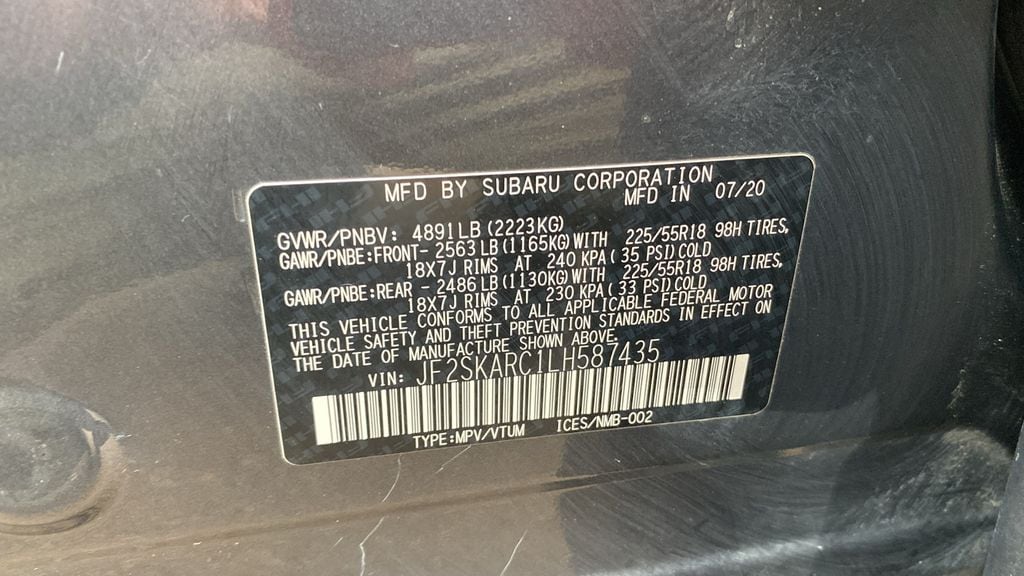 MFD BY SUBARU CORPORATION
MFD IN 07/20
GVWR/PNBV: 4891LB(2223KG)
GAWR/PNBE:FRONT- 2563LB(1165KG)WITH 225/55R18 98H TIRES,
18X7J RIMS AT 240 KPA( 35 PSI)COLD
GAWR/PNBE:REAR - 2486LB(1130KG)WITH 225/55R18 98H TIRES,
18X7J RIMS AT 230 KPA( 33 PSI)COLD
THIS VEHICLE CONFORMS TO ALL APPLICABLE FEDERAL MOTOR
VEHICLE SAFETY AND THEFT PREVENTION STANDARDS IN EFFECT ON
THE DATE OF MANUFACTURE SHOWN ABOVE.
VIN: JF2SKARC1LH587435
TYPE:MPV/VTUM ICES/NMB-002